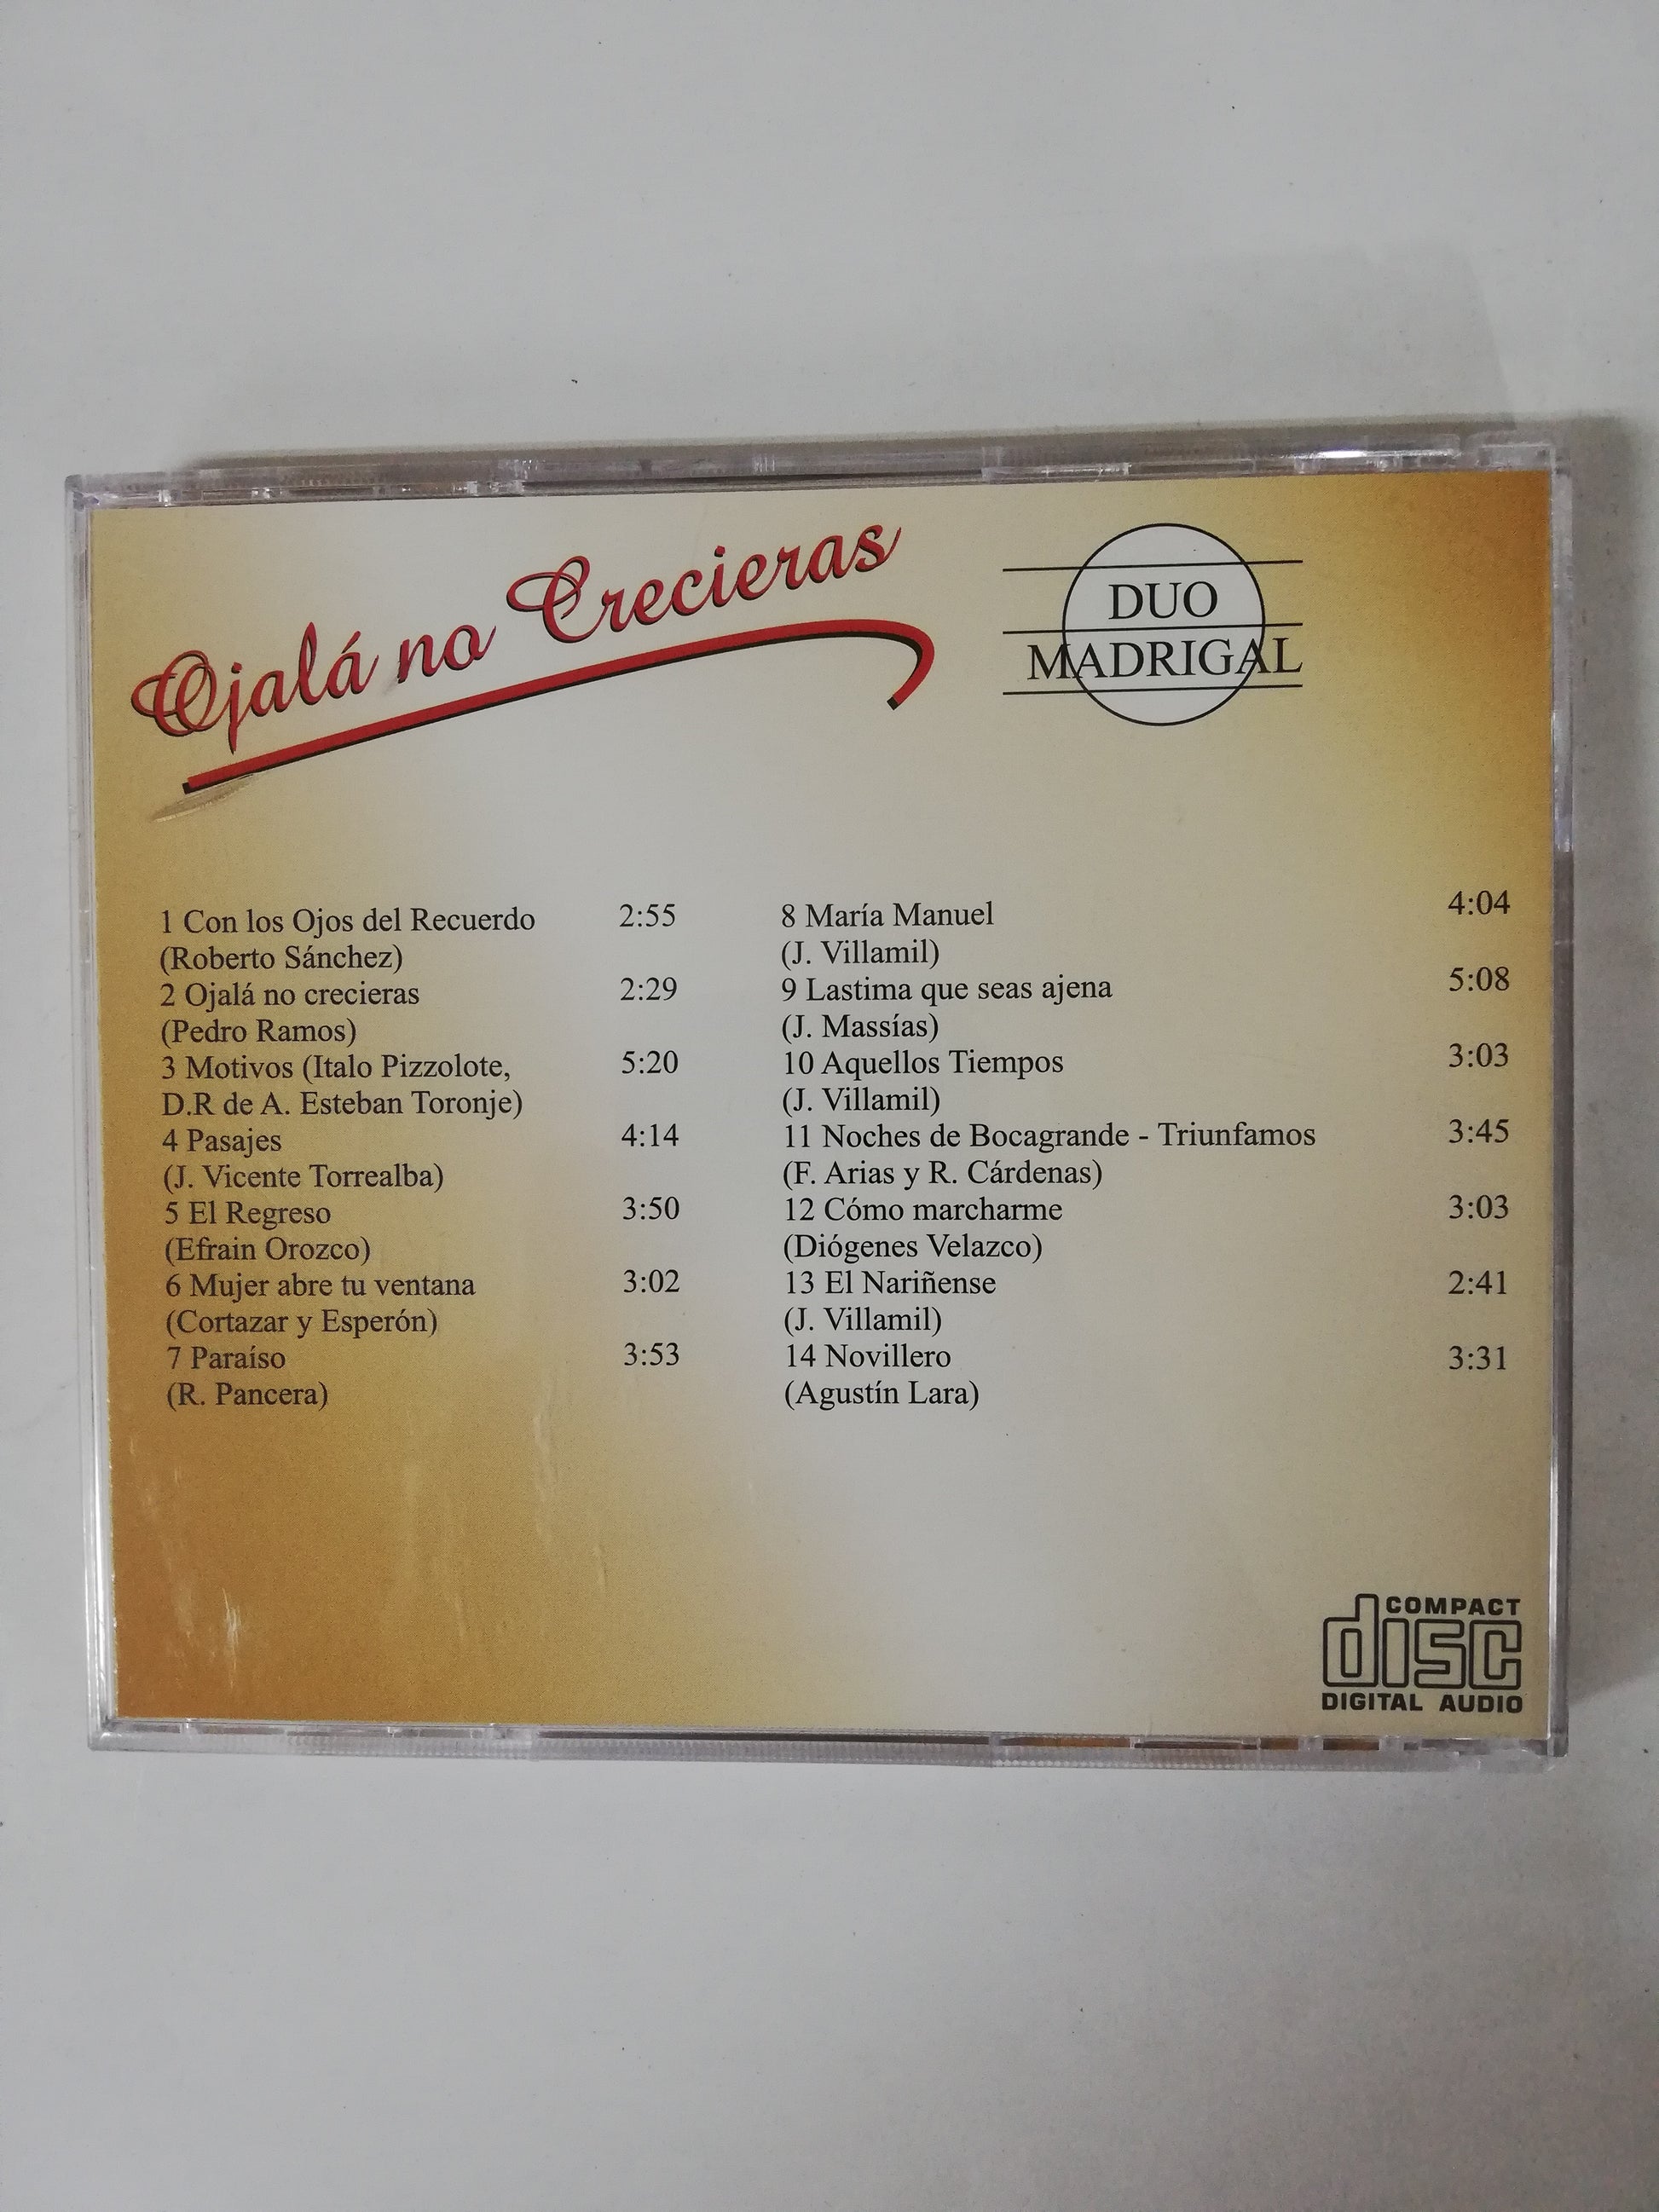 Ojalá no Crecieras
DUO
MADRIGAL
1 Con los Ojos del Recuerdo 2:55
(Roberto Sánchez)
2 Ojalá no crecieras 2:29
(Pedro Ramos)
3 Motivos (Italo Pizzolote, 5:20
D.R de A. Esteban Toronje)
4 Pasajes 4:14
(J. Vicente Torrealba)
5 El Regreso 3:50
(Efrain Orozco)
6 Mujer abre tu ventana 3:02
(Cortazar y Esperón)
7 Paraíso 3:53
(R. Pancera)
8 María Manuel 4:04
(J. Villamil)
9 Lastima que seas ajena 5:08
(J. Massías)
10 Aquellos Tiempos 3:03
(J. Villamil)
11 Noches de Bocagrande - Triunfamos 3:45
(F. Arias y R. Cárdenas)
12 Cómo marcharme 3:03
(Diógenes Velazco)
13 El Nariñense 2:41
(J. Villamil)
14 Novillero 3:31
(Agustín Lara)
COMPACT
disc
DIGITAL AUDIO